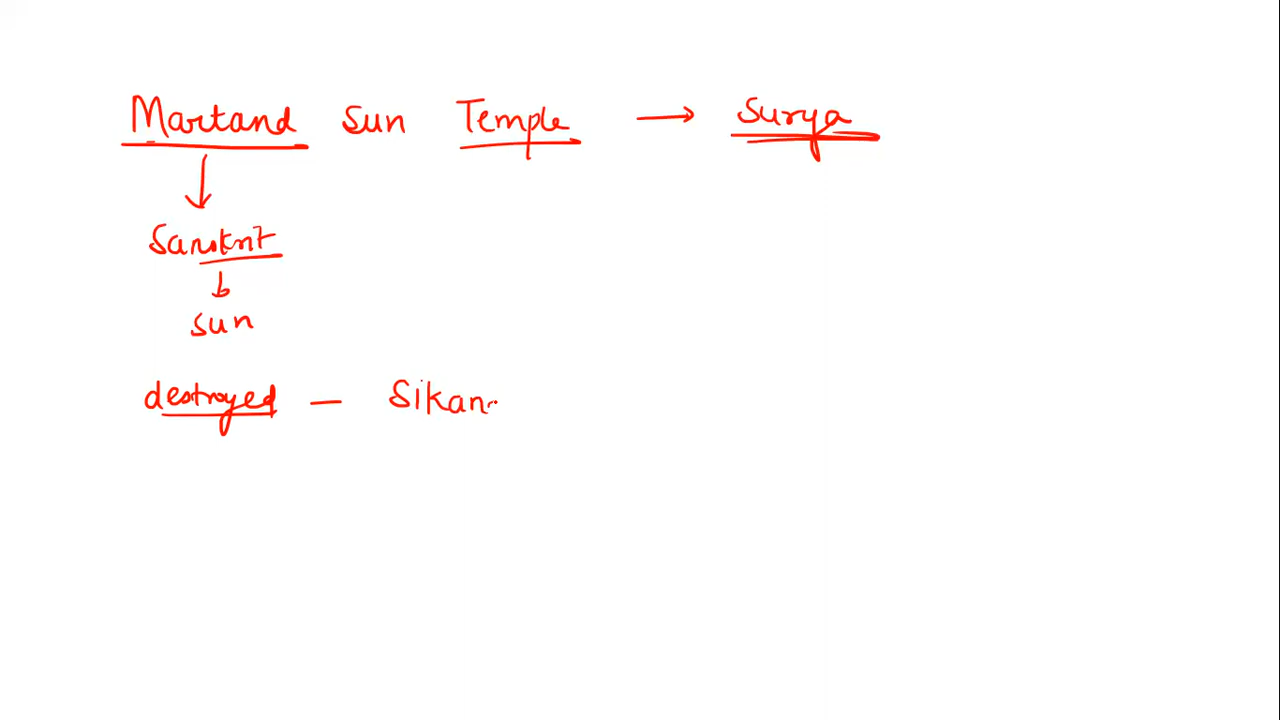 Martand Sun Temple → Surya
↓
Sanskrit
↓
Sun
destroyed - Sikan